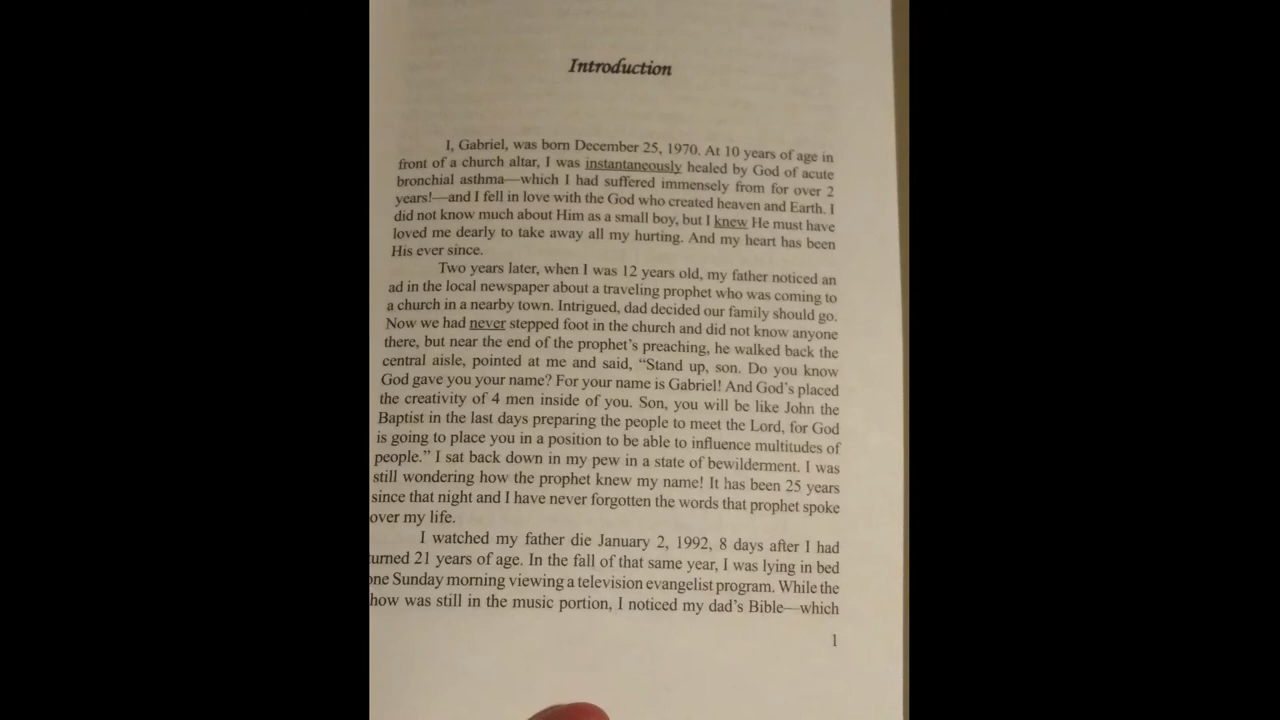 Introduction
I, Gabriel, was born December 25, 1970. At 10 years of age in
front of a church altar, I was instantaneously healed by God of acute
bronchial asthma—which I had suffered immensely from for over 2
years!—and I fell in love with the God who created heaven and Earth. I
did not know much about Him as a small boy, but I knew He must have
loved me dearly to take away all my hurting. And my heart has been
His ever since.
Two years later, when I was 12 years old, my father noticed an
ad in the local newspaper about a traveling prophet who was coming to
a church in a nearby town. Intrigued, dad decided our family should go.
Now we had never stepped foot in the church and did not know anyone
there, but near the end of the prophet's preaching, he walked back the
central aisle, pointed at me and said, “Stand up, son. Do you know
God gave you your name? For your name is Gabriel! And God's placed
the creativity of 4 men inside of you. Son, you will be like John the
Baptist in the last days preparing the people to meet the Lord, for God
is going to place you in a position to be able to influence multitudes of
people.” I sat back down in my pew in a state of bewilderment. I was
still wondering how the prophet knew my name! It has been 25 years
since that night and I have never forgotten the words that prophet spoke
over my life.
I watched my father die January 2, 1992, 8 days after I had
urned 21 years of age. In the fall of that same year, I was lying in bed
one Sunday morning viewing a television evangelist program. While the
how was still in the music portion, I noticed my dad's Bible—which
1